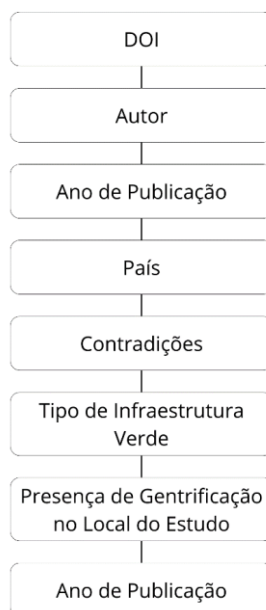 DOI
Autor
Ano de Publicação
País
Contradições
Tipo de Infraestrutura
Verde
Presença de Gentrificação
no Local do Estudo
Ano de Publicação